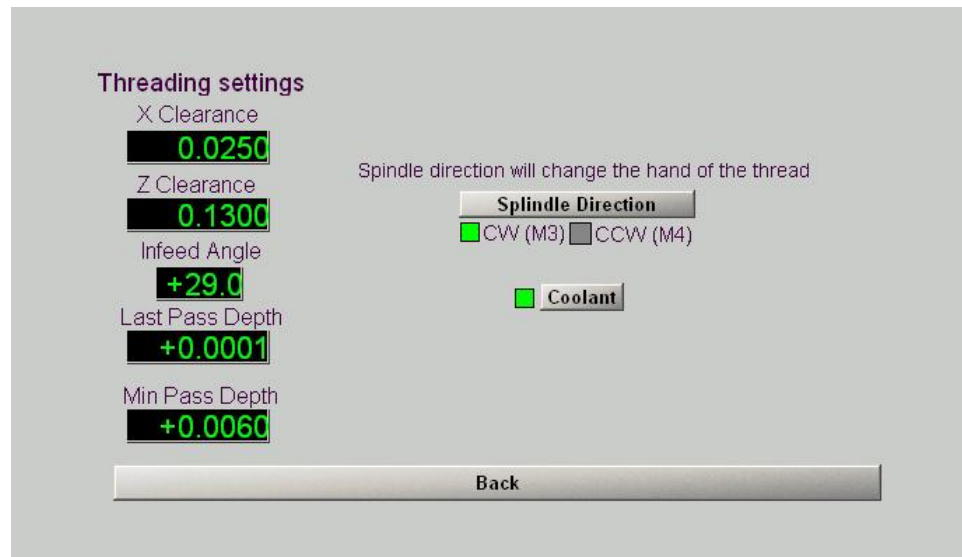 Threading settings
X Clearance
0.0250
Z Clearance
0.1300
Infeed Angle
+29.0
Last Pass Depth
+0.0001
Min Pass Depth
+0.0060
Spindle direction will change the hand of the thread
Splindle Direction
CW (M3) CCW (M4)
Coolant
Back